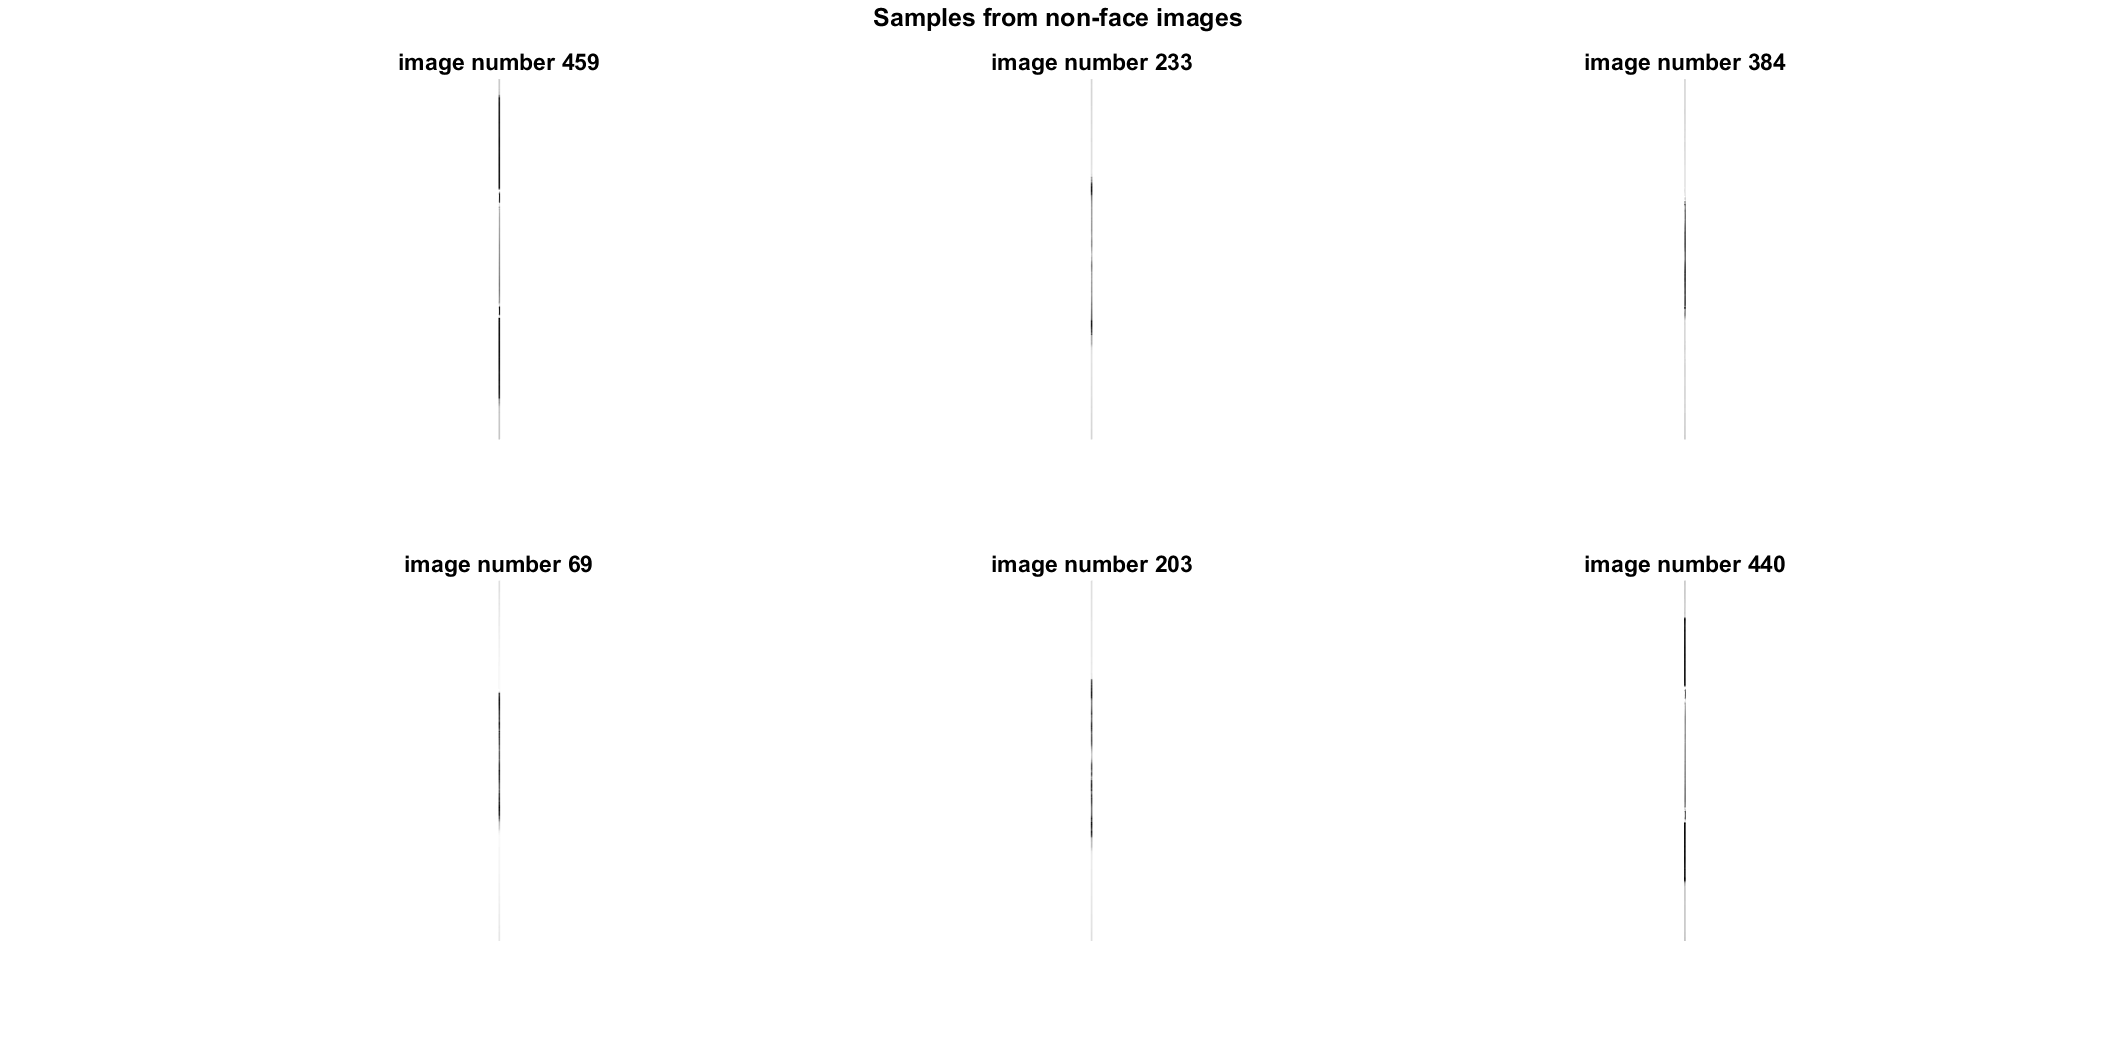 Samples from non-face images
image number 459
image number 233
image number 384
image number 69
image number 203
image number 440